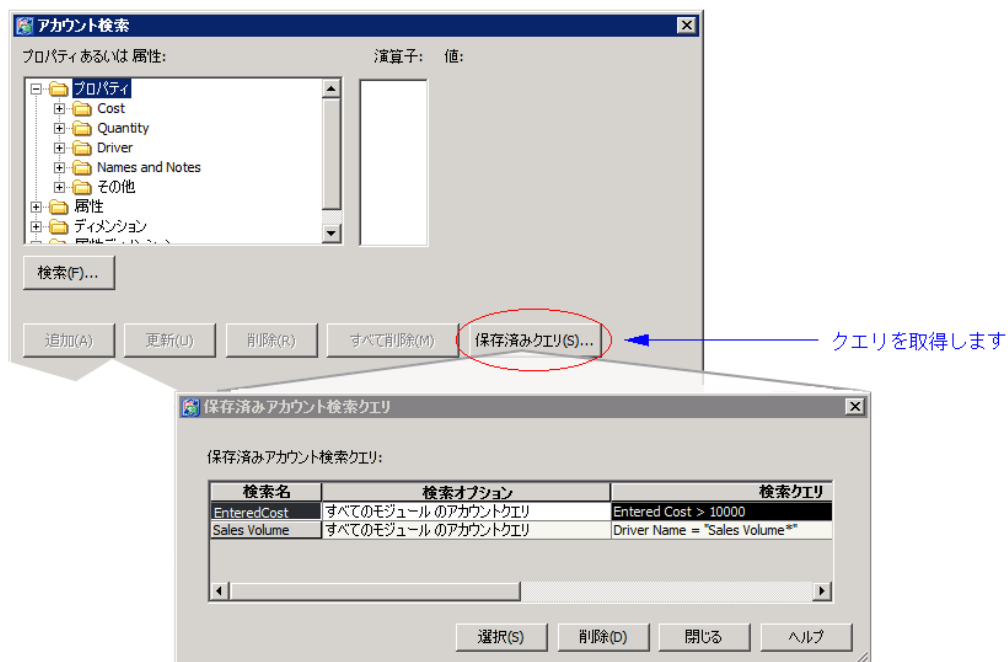 アカウント検索
プロパティあるいは 属性:
演算子:
値:
プロパティ
Cost
Quantity
Driver
Names and Notes
その他
属性
ディメンション
検索(F)...
追加(A)
更新(U)
削除(R)
すべて削除(M)
保存済みクエリ(S)...
クエリを取得します
保存済みアカウント検索クエリ
保存済みアカウント検索クエリ:
検索名 検索オプション 検索クエリ
EnteredCost すべてのモジュール のアカウントクエリ Entered Cost > 10000
Sales Volume すべてのモジュール のアカウントクエリ Driver Name = "Sales Volume*"
選択(S)
削除(D)
閉じる
ヘルプ